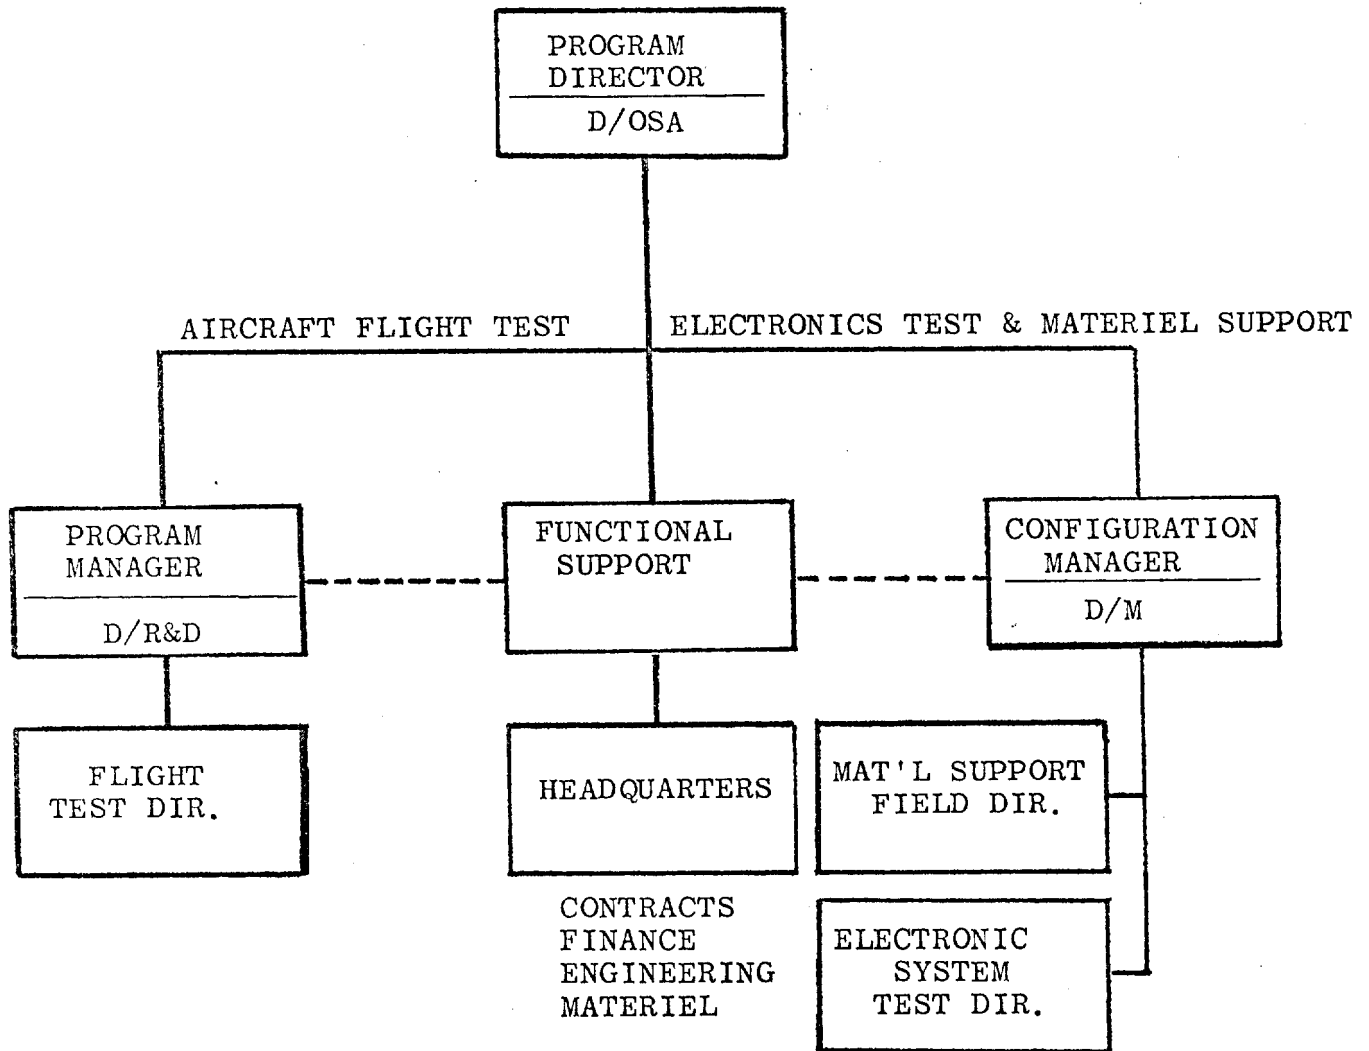 PROGRAM
DIRECTOR
D/OSA
AIRCRAFT FLIGHT TEST
ELECTRONICS TEST & MATERIEL SUPPORT
PROGRAM
MANAGER
D/R&D
FUNCTIONAL
SUPPORT
CONFIGURATION
MANAGER
D/M
FLIGHT
TEST DIR.
HEADQUARTERS
MAT'L SUPPORT
FIELD DIR.
CONTRACTS
FINANCE
ENGINEERING
MATERIEL
ELECTRONIC
SYSTEM
TEST DIR.